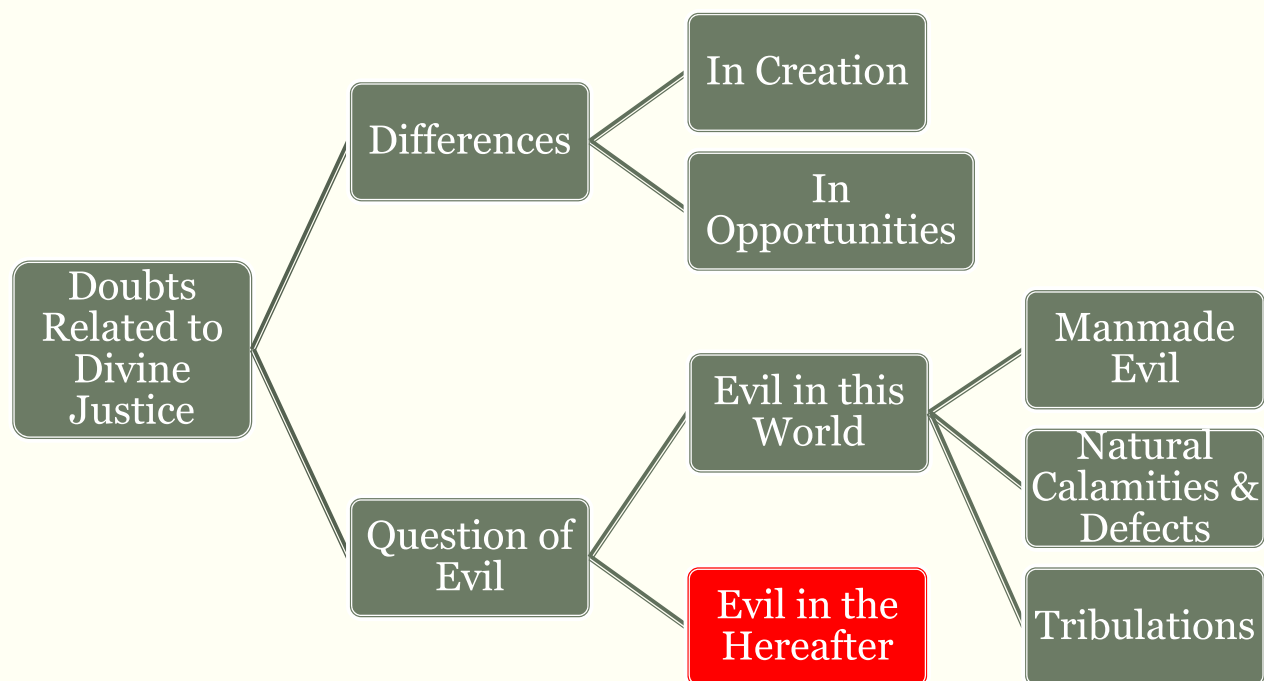 Doubts
Related to
Divine
Justice
Differences
In Creation
In
Opportunities
Question of
Evil
Evil in this
World
Manmade
Evil
Natural
Calamities &
Defects
Tribulations
Evil in the
Hereafter